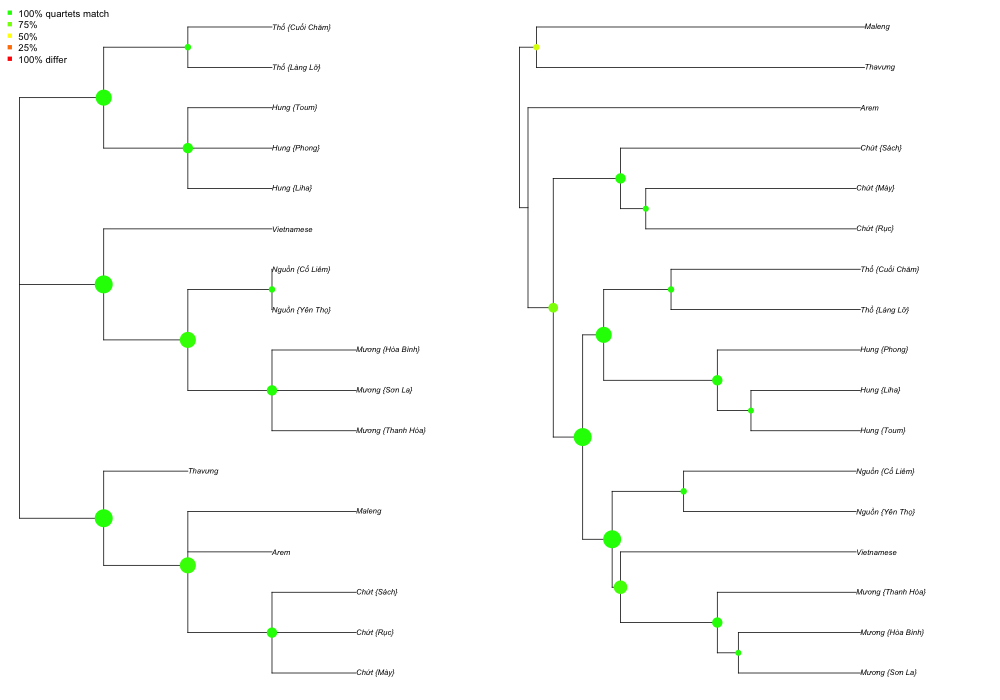 100% quartets match
75%
50%
25%
100% differ
Thổ {Cuối Chăm}
Thổ {Làng Lỡ}
Hung {Toum}
Hung {Phong}
Hung {Liha}
Vietnamese
Nguồn {Cổ Liêm}
Nguồn {Yên Thọ}
Mương {Hòa Bình}
Mương {Sơn La}
Mương {Thanh Hóa}
Thavưng
Maleng
Arem
Chứt {Sách}
Chứt {Rục}
Chứt {Mày}
Maleng
Thavưng
Arem
Chứt {Sách}
Chứt {Mày}
Chứt {Rục}
Thổ {Cuối Chăm}
Thổ {Làng Lỡ}
Hung {Phong}
Hung {Liha}
Hung {Toum}
Nguồn {Cổ Liêm}
Nguồn {Yên Thọ}
Vietnamese
Mương {Thanh Hóa}
Mương {Hòa Bình}
Mương {Sơn La}